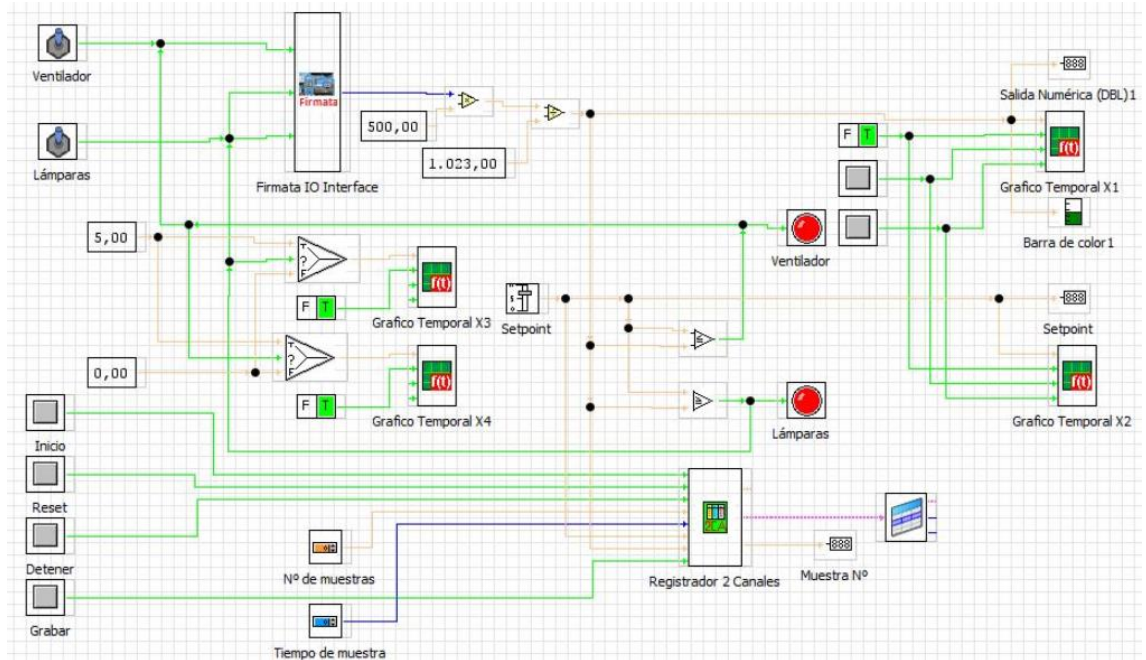 Ventilador
Lámparas
Firmata
Firmata IO Interface
500,00
1.023,00
Salida Numérica (DBL)1
F T
f(t)
Grafico Temporal X1
Barra de color1
5,00
T
?
F
F T
f(t)
Grafico Temporal X3
Ventilador
Setpoint
Setpoint
0,00
T
?
F
F T
f(t)
Grafico Temporal X4
Lámparas
f(t)
Grafico Temporal X2
Inicio
Reset
Detener
Grabar
Nº de muestras
Tiempo de muestra
Registrador 2 Canales
Muestra Nº